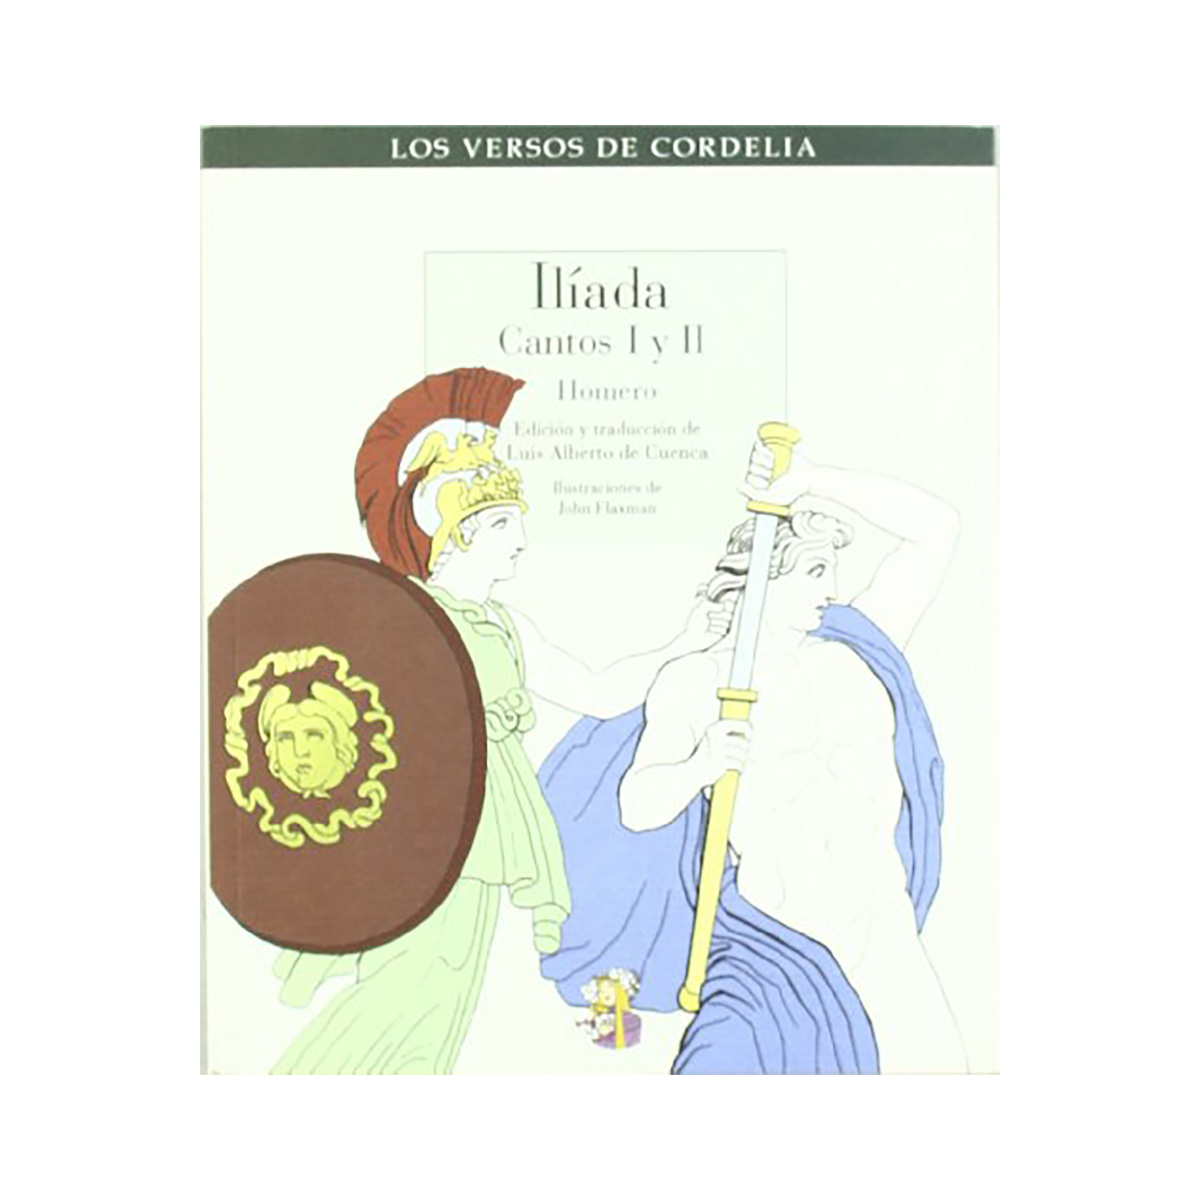 LOS VERSOS DE CORDELIA
Ilíada
Cantos I y II
Homero
Edición y traducción de
Luis Alberto de Cuenca
Ilustraciones de
John Flaxman